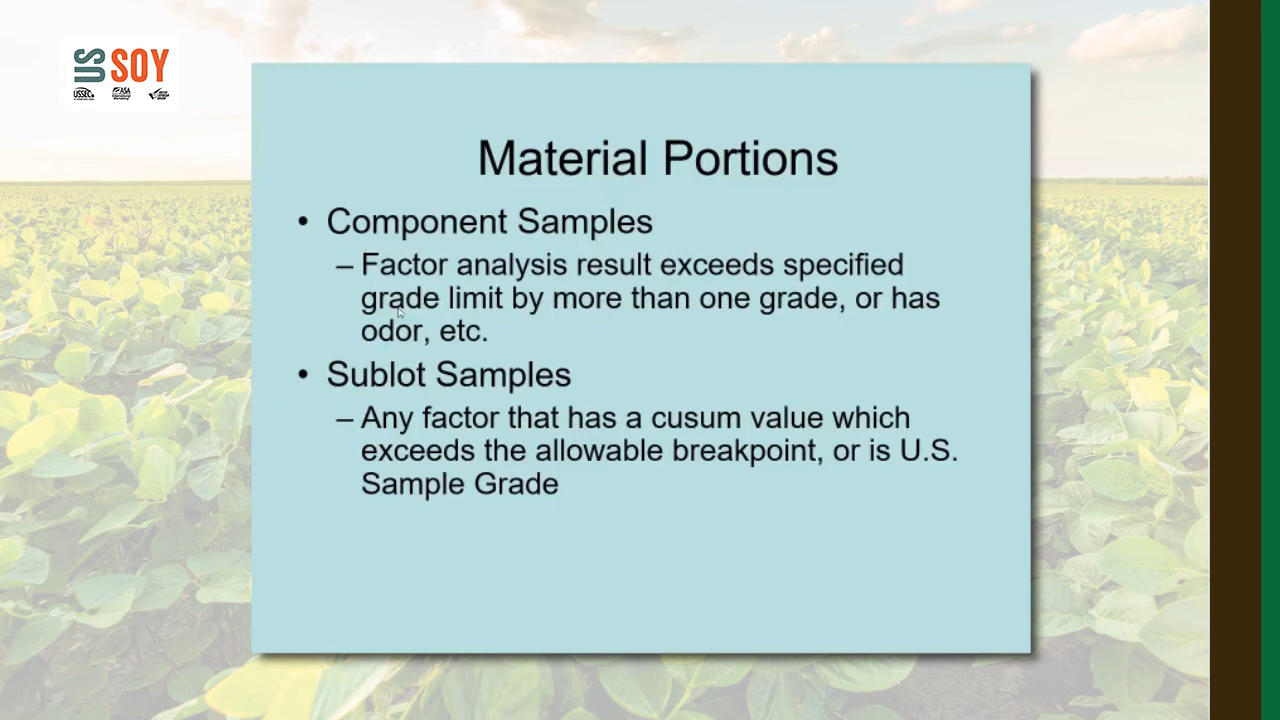 US SOY
USSEC
ASA
Material Portions
• Component Samples
– Factor analysis result exceeds specified
grade limit by more than one grade, or has
odor, etc.
• Sublot Samples
– Any factor that has a cusum value which
exceeds the allowable breakpoint, or is U.S.
Sample Grade